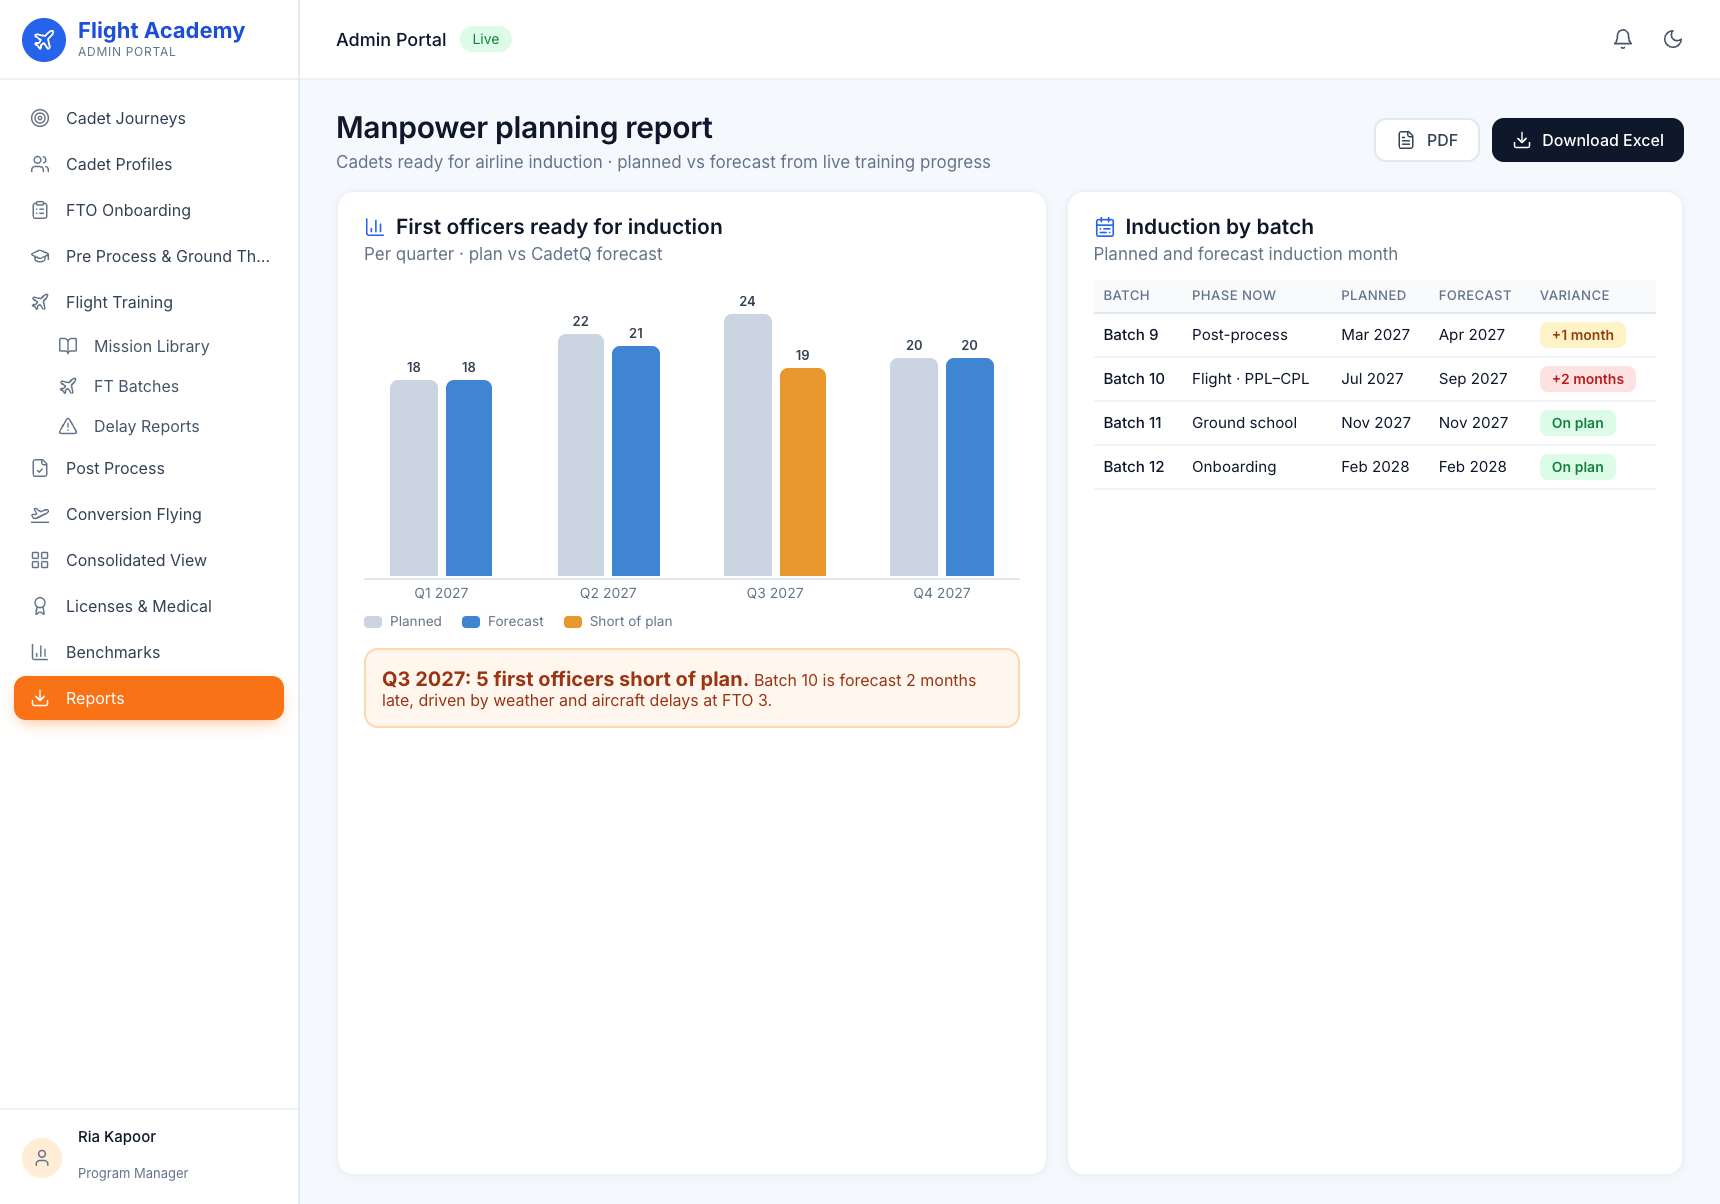 Flight Academy
ADMIN PORTAL
Cadet Journeys
Cadet Profiles
FTO Onboarding
Pre Process & Ground Th...
Flight Training
Mission Library
FT Batches
Delay Reports
Post Process
Conversion Flying
Consolidated View
Licenses & Medical
Benchmarks
Reports
Ria Kapoor
Program Manager
Admin Portal Live
Manpower planning report
Cadets ready for airline induction · planned vs forecast from live training progress
PDF
Download Excel
First officers ready for induction
Per quarter · plan vs CadetQ forecast
18 18 22 21 24 19 20 20
Q1 2027 Q2 2027 Q3 2027 Q4 2027
Planned Forecast Short of plan
Q3 2027: 5 first officers short of plan. Batch 10 is forecast 2 months
late, driven by weather and aircraft delays at FTO 3.
Induction by batch
Planned and forecast induction month
BATCH PHASE NOW PLANNED FORECAST VARIANCE
Batch 9 Post-process Mar 2027 Apr 2027 +1 month
Batch 10 Flight · PPL–CPL Jul 2027 Sep 2027 +2 months
Batch 11 Ground school Nov 2027 Nov 2027 On plan
Batch 12 Onboarding Feb 2028 Feb 2028 On plan